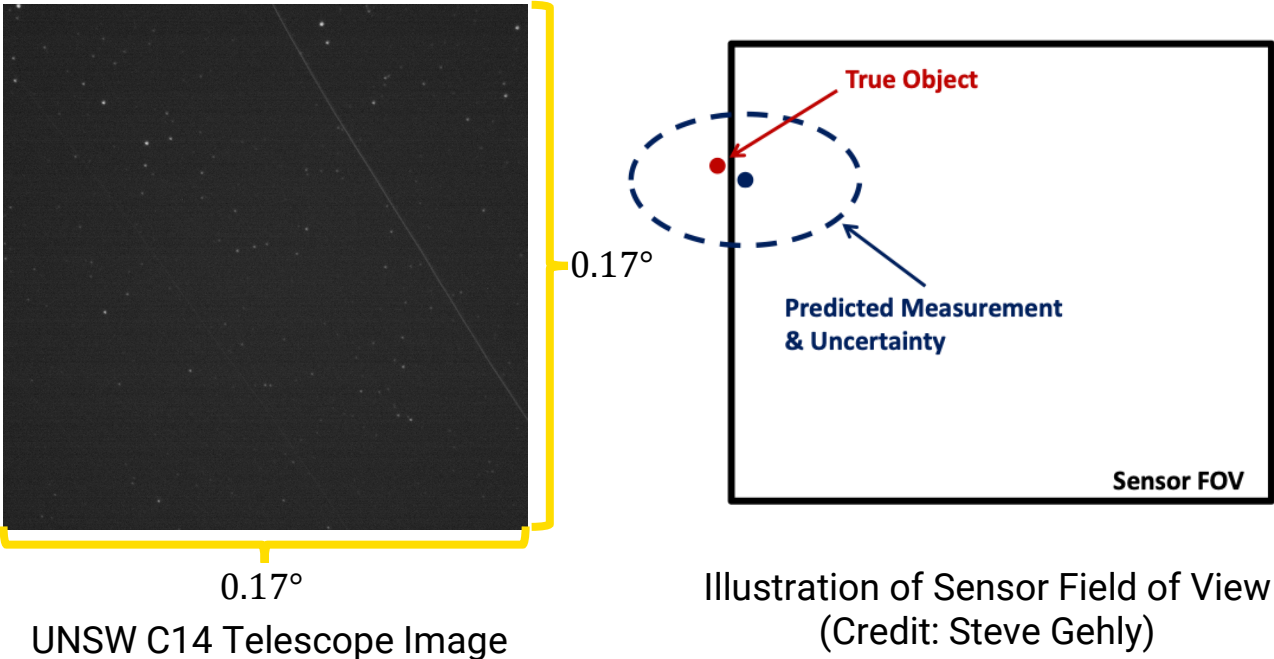 0.17°
0.17°
UNSW C14 Telescope Image
True Object
Predicted Measurement
& Uncertainty
Sensor FOV
Illustration of Sensor Field of View
(Credit: Steve Gehly)